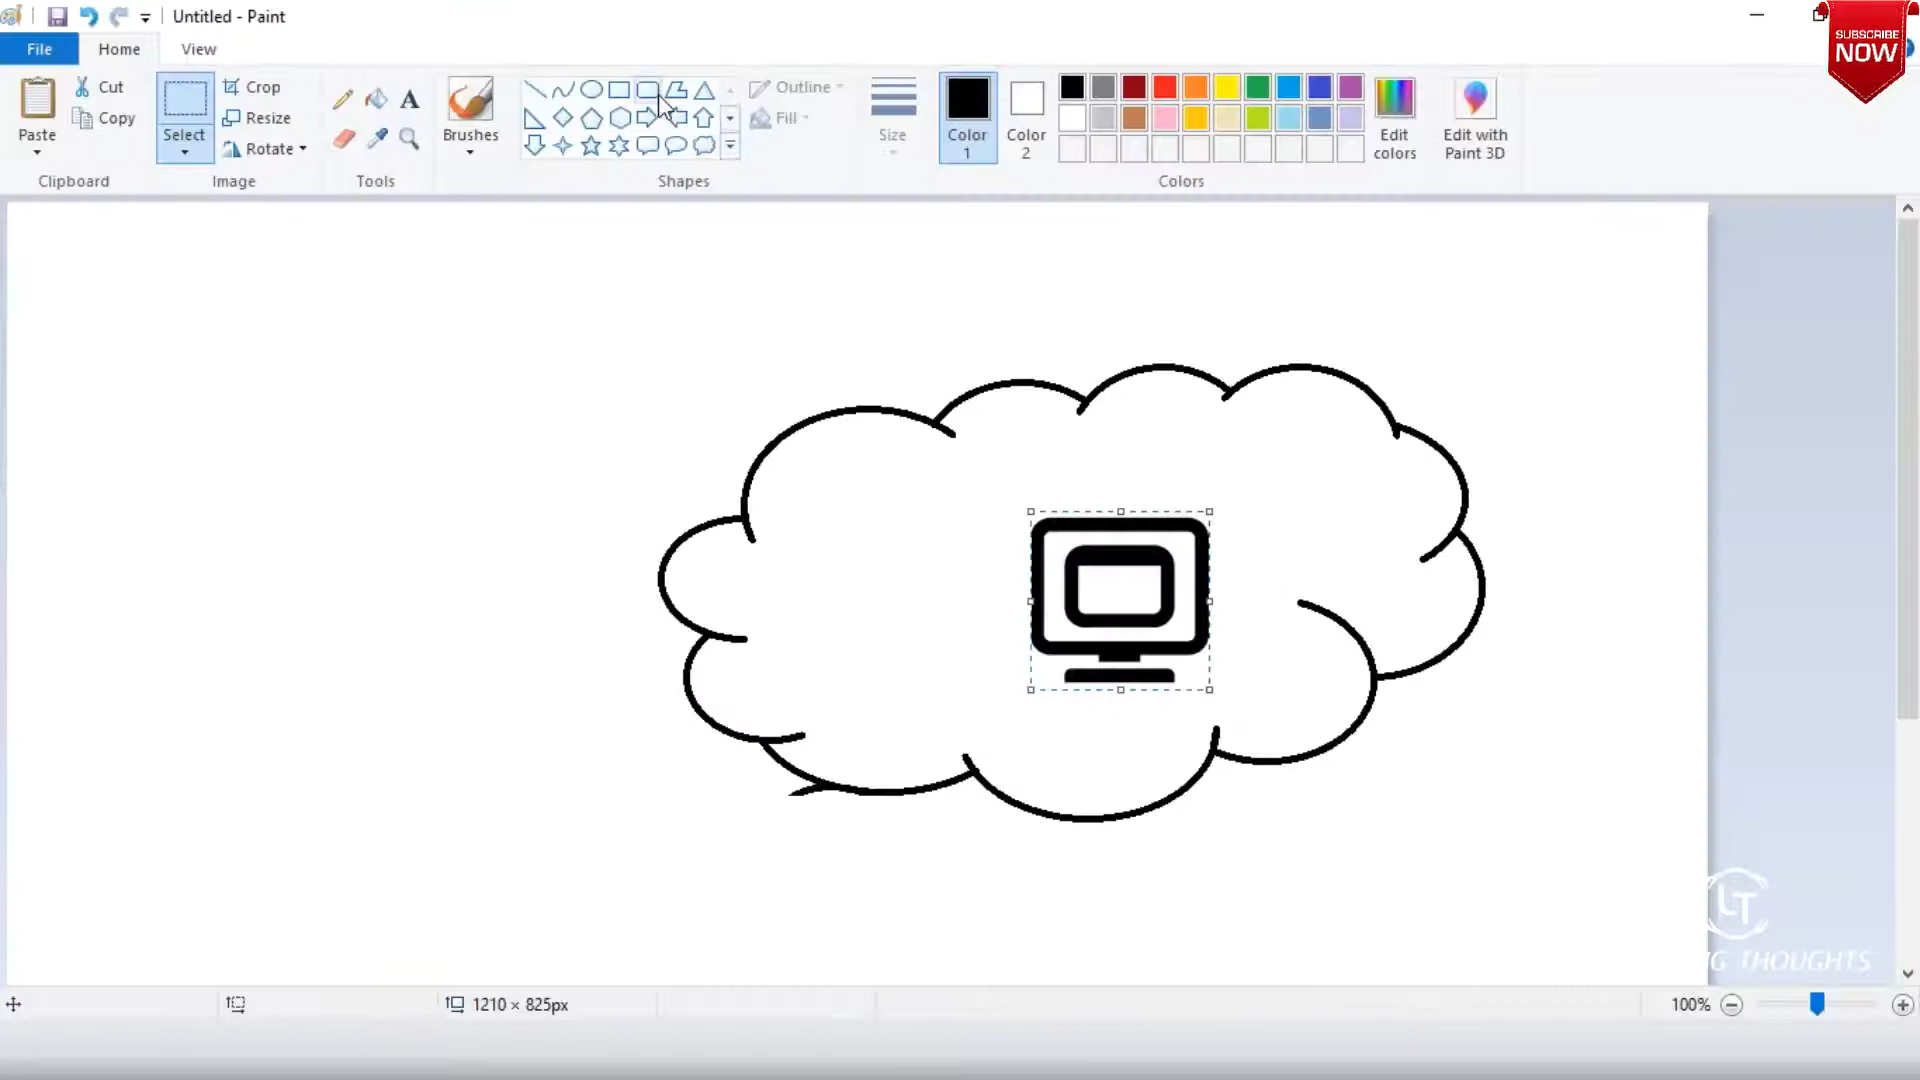 Untitled - Paint
SUBSCRIBE
NOW
File
Home
View
Paste
Cut
Copy
Clipboard
Select
Crop
Resize
Rotate
Image
A
Tools
Brushes
Outline
Fill
Shapes
Size
Color
1
Color
2
Edit
colors
Edit with
Paint 3D
Colors
LT
THOUGHTS
1210 × 825px
100%